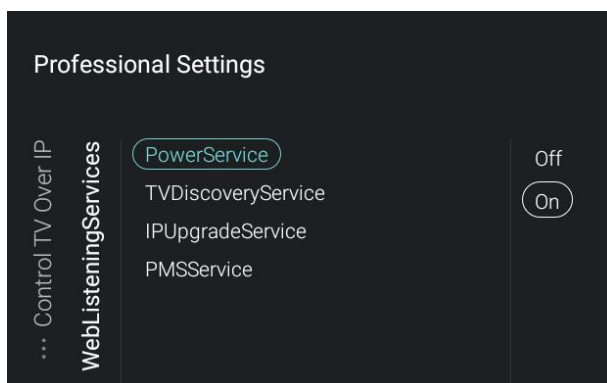 Professional Settings
... Control TV Over IP
WebListeningServices
PowerService
TVDiscoveryService
IPUpgradeService
PMSService
Off
On